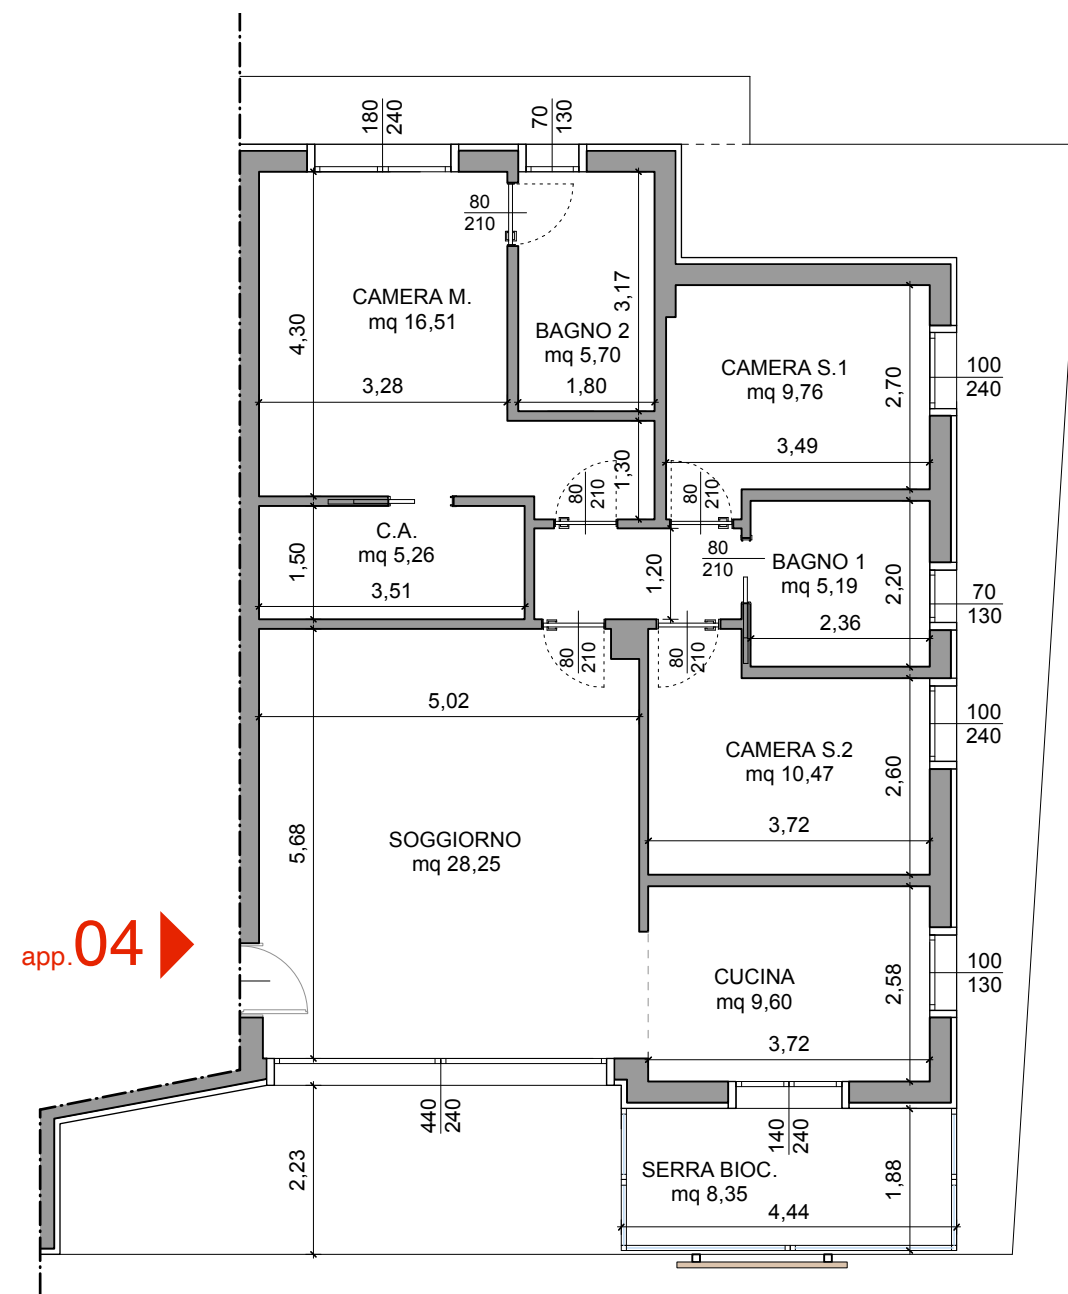 180
240
70
130
80
210
CAMERA M.
mq 16,51
4,30
3,28
BAGNO 2
mq 5,70
3,17
1,80
CAMERA S.1
mq 9,76
2,70
3,49
100
240
1,30
80
210
80
210
C.A.
mq 5,26
1,50
3,51
1,20
80
210
BAGNO 1
mq 5,19
2,20
2,36
70
130
80
210
80
210
5,02
CAMERA S.2
mq 10,47
2,60
3,72
100
240
SOGGIORNO
mq 28,25
5,68
app.04
CUCINA
mq 9,60
2,58
3,72
100
130
440
240
140
240
2,23
SERRA BIOC.
mq 8,35
1,88
4,44